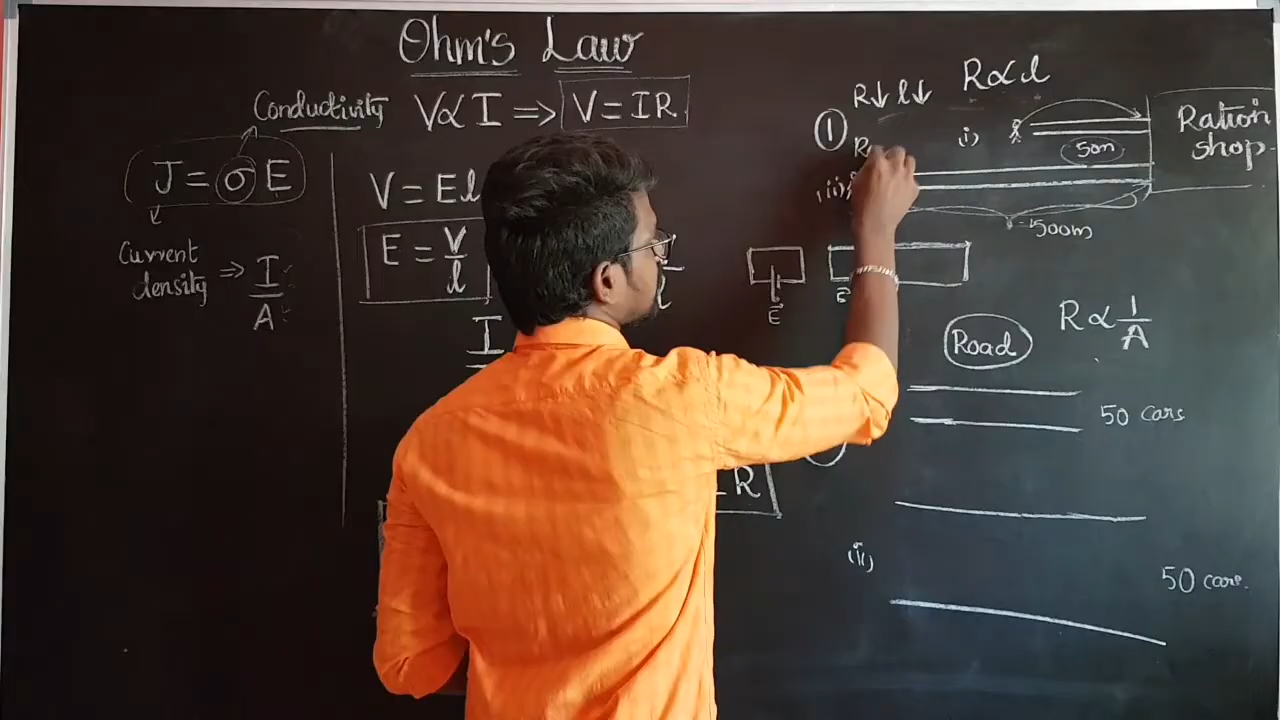 Ohm's Law
Conductivity
V∝ I ⇒ V = IR
J = σ E
Current density ⇒ I/A
V = El
E = V/l
I
l
R
R↓ l↓
R∝ l
①
R
i)
50m
Ration shop
(ii)
500m
E⃗
E⃗
Road
R ∝ 1/A
50 cars
(ii)
50 cars.